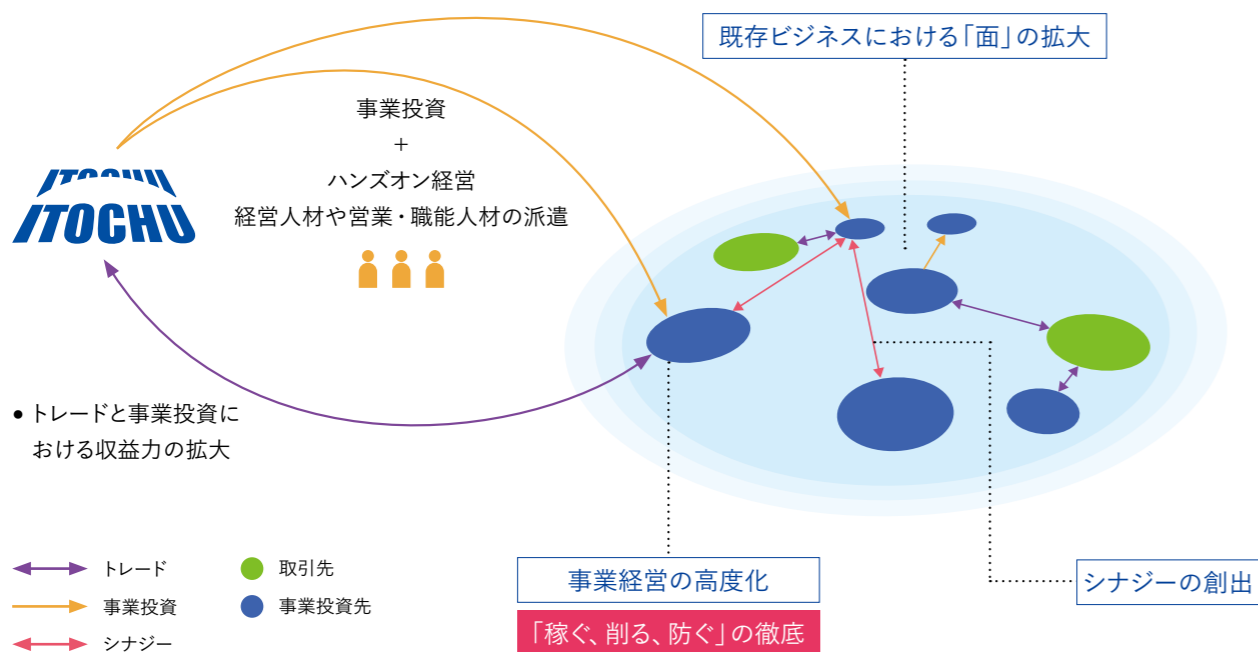 既存ビジネスにおける「面」の拡大
事業投資
+
ハンズオン経営
経営人材や営業・職能人材の派遣
ITOCHU
ITOCHU
• トレードと事業投資に
おける収益力の拡大
トレード
事業投資
シナジー
取引先
事業投資先
事業経営の高度化
「稼ぐ、削る、防ぐ」の徹底
シナジーの創出